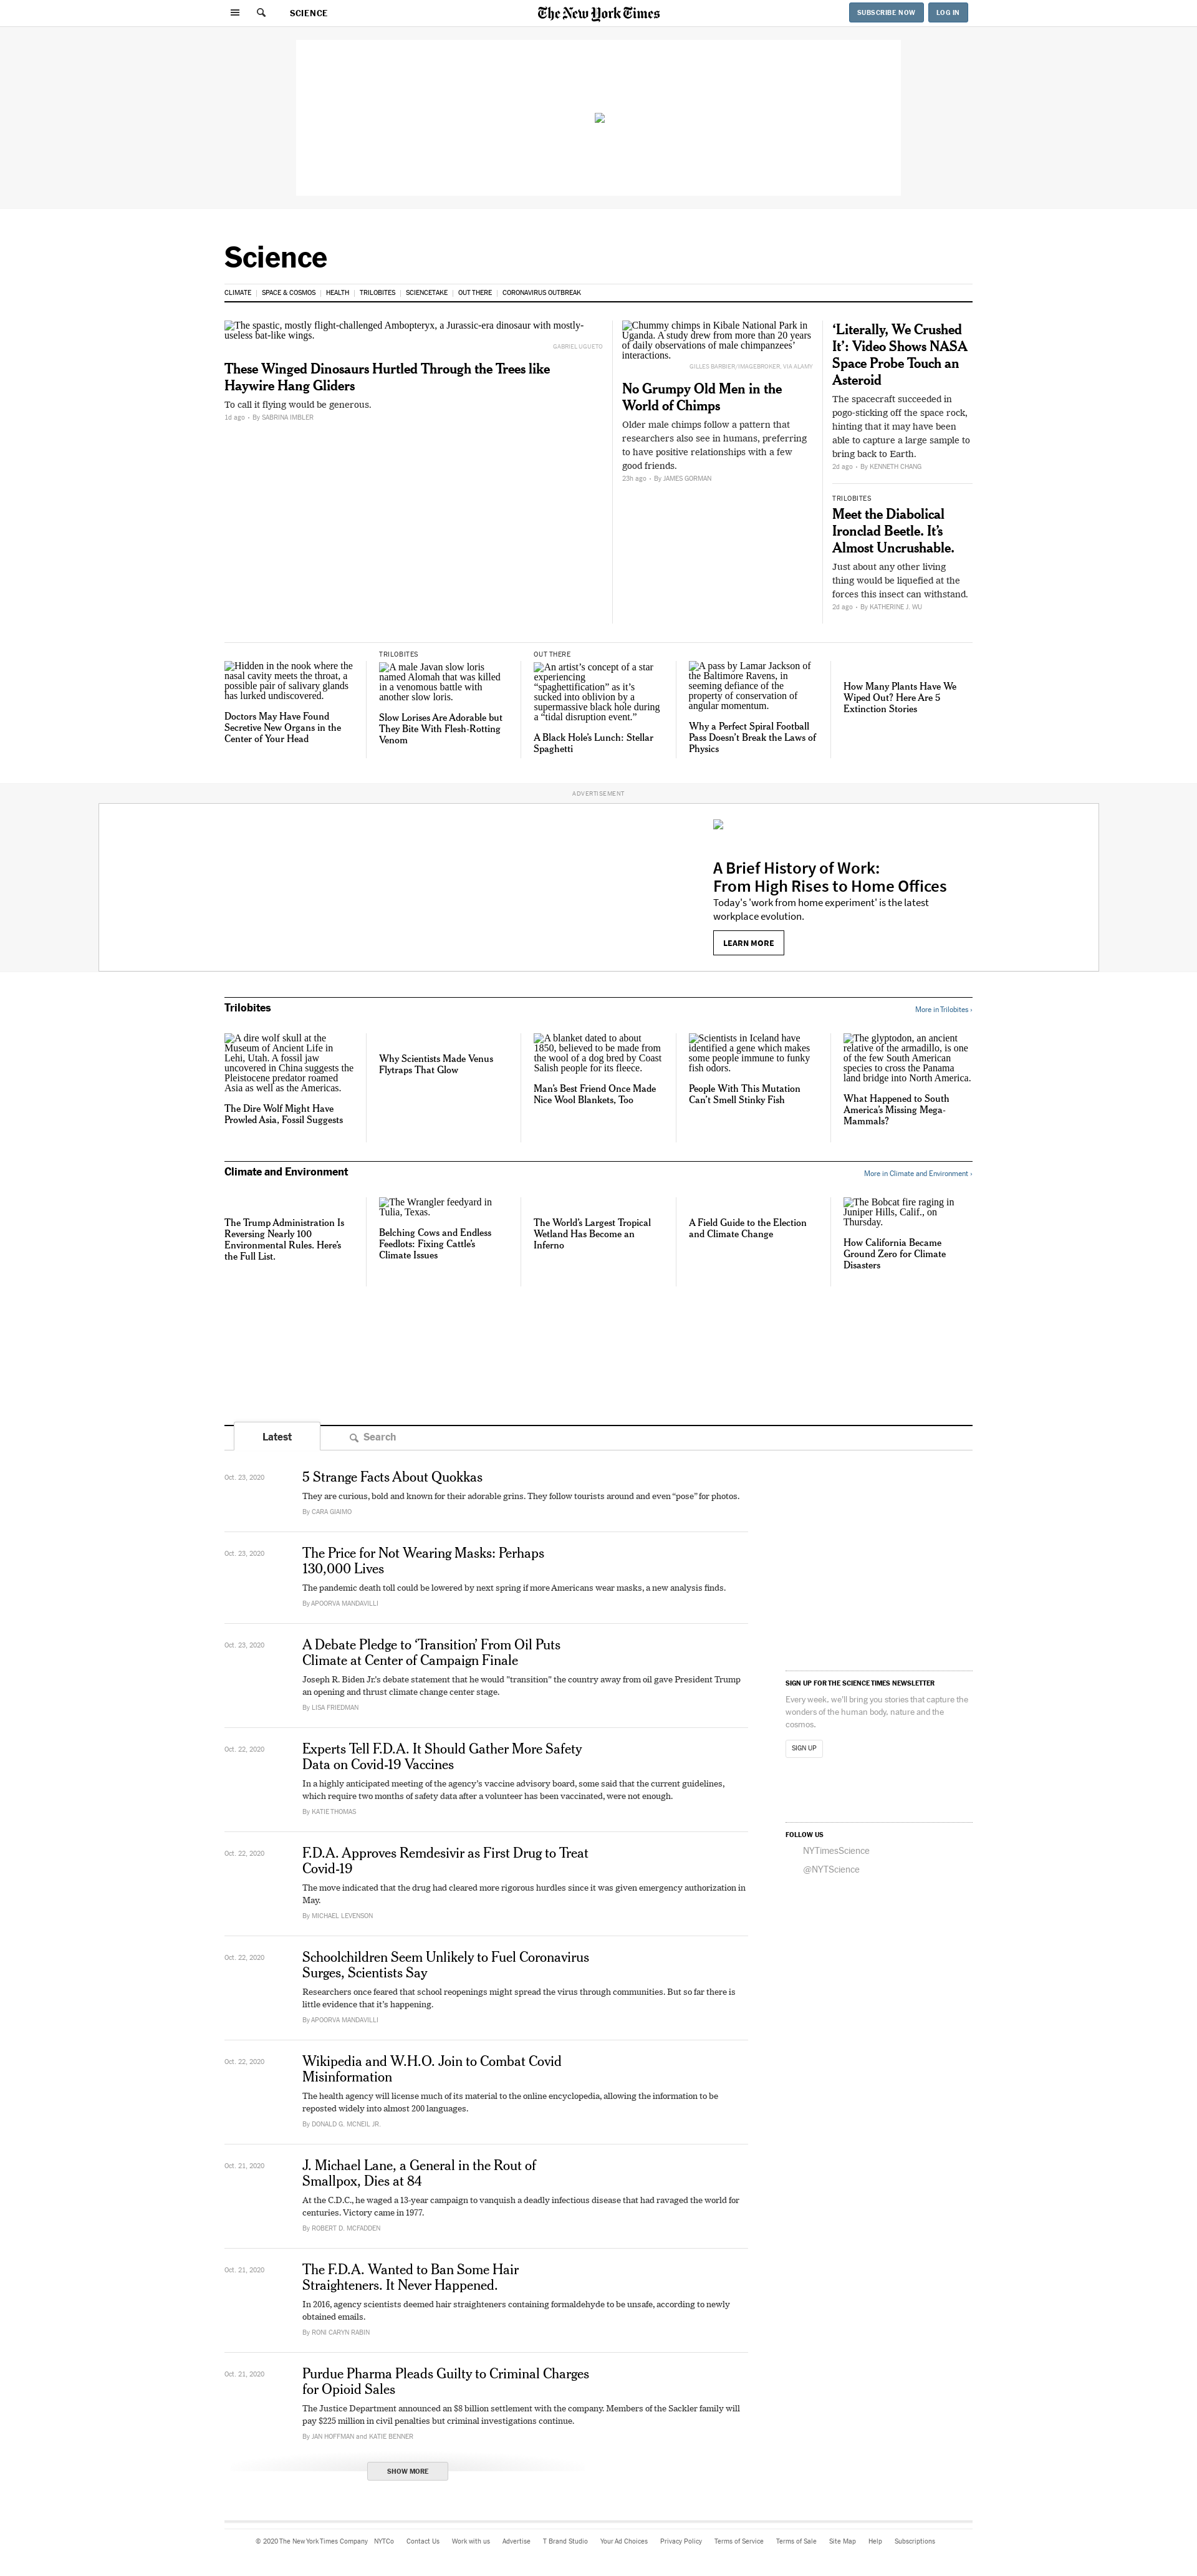 SCIENCE
The New York Times
SUBSCRIBE NOW
LOG IN
Science
CLIMATE
SPACE & COSMOS
HEALTH
TRILOBITES
SCIENCETAKE
OUT THERE
CORONAVIRUS OUTBREAK
The spastic, mostly flight-challenged Ambopteryx, a Jurassic-era dinosaur with mostly-
useless bat-like wings.
GABRIEL UGUETO
These Winged Dinosaurs Hurtled Through the Trees like
Haywire Hang Gliders
To call it flying would be generous.
1d ago • By SABRINA IMBLER
Chummy chimps in Kibale National Park in
Uganda. A study drew from more than 20 years
of daily observations of male chimpanzees’
interactions.
GILLES BARBIER/IMAGEBROKER, VIA ALAMY
No Grumpy Old Men in the
World of Chimps
Older male chimps follow a pattern that
researchers also see in humans, preferring
to have positive relationships with a few
good friends.
23h ago • By JAMES GORMAN
‘Literally, We Crushed
It’: Video Shows NASA
Space Probe Touch an
Asteroid
The spacecraft succeeded in
pogo-sticking off the space rock,
hinting that it may have been
able to capture a large sample to
bring back to Earth.
2d ago • By KENNETH CHANG
TRILOBITES
Meet the Diabolical
Ironclad Beetle. It’s
Almost Uncrushable.
Just about any other living
thing would be liquefied at the
forces this insect can withstand.
2d ago • By KATHERINE J. WU
Hidden in the nook where the
nasal cavity meets the throat, a
possible pair of salivary glands
has lurked undiscovered.
Doctors May Have Found
Secretive New Organs in the
Center of Your Head
TRILOBITES
A male Javan slow loris
named Alomah that was killed
in a venomous battle with
another slow loris.
Slow Lorises Are Adorable but
They Bite With Flesh-Rotting
Venom
OUT THERE
An artist’s concept of a star
experiencing
“spaghettification” as it’s
sucked into oblivion by a
supermassive black hole during
a “tidal disruption event.”
A Black Hole’s Lunch: Stellar
Spaghetti
A pass by Lamar Jackson of
the Baltimore Ravens, in
seeming defiance of the
property of conservation of
angular momentum.
Why a Perfect Spiral Football
Pass Doesn’t Break the Laws of
Physics
How Many Plants Have We
Wiped Out? Here Are 5
Extinction Stories
ADVERTISEMENT
A Brief History of Work:
From High Rises to Home Offices
Today's 'work from home experiment' is the latest
workplace evolution.
LEARN MORE
Trilobites
More in Trilobites ›
A dire wolf skull at the
Museum of Ancient Life in
Lehi, Utah. A fossil jaw
uncovered in China suggests the
Pleistocene predator roamed
Asia as well as the Americas.
The Dire Wolf Might Have
Prowled Asia, Fossil Suggests
Why Scientists Made Venus
Flytraps That Glow
A blanket dated to about
1850, believed to be made from
the wool of a dog bred by Coast
Salish people for its fleece.
Man’s Best Friend Once Made
Nice Wool Blankets, Too
Scientists in Iceland have
identified a gene which makes
some people immune to funky
fish odors.
People With This Mutation
Can’t Smell Stinky Fish
The glyptodon, an ancient
relative of the armadillo, is one
of the few South American
species to cross the Panama
land bridge into North America.
What Happened to South
America’s Missing Mega-
Mammals?
Climate and Environment
More in Climate and Environment ›
The Trump Administration Is
Reversing Nearly 100
Environmental Rules. Here’s
the Full List.
The Wrangler feedyard in
Tulia, Texas.
Belching Cows and Endless
Feedlots: Fixing Cattle’s
Climate Issues
The World’s Largest Tropical
Wetland Has Become an
Inferno
A Field Guide to the Election
and Climate Change
The Bobcat fire raging in
Juniper Hills, Calif., on
Thursday.
How California Became
Ground Zero for Climate
Disasters
Latest
Search
Oct. 23, 2020
5 Strange Facts About Quokkas
They are curious, bold and known for their adorable grins. They follow tourists around and even “pose” for photos.
By CARA GIAIMO
Oct. 23, 2020
The Price for Not Wearing Masks: Perhaps
130,000 Lives
The pandemic death toll could be lowered by next spring if more Americans wear masks, a new analysis finds.
By APOORVA MANDAVILLI
Oct. 23, 2020
A Debate Pledge to ‘Transition’ From Oil Puts
Climate at Center of Campaign Finale
Joseph R. Biden Jr.’s debate statement that he would “transition” the country away from oil gave President Trump
an opening and thrust climate change center stage.
By LISA FRIEDMAN
Oct. 22, 2020
Experts Tell F.D.A. It Should Gather More Safety
Data on Covid-19 Vaccines
In a highly anticipated meeting of the agency’s vaccine advisory board, some said that the current guidelines,
which require two months of safety data after a volunteer has been vaccinated, were not enough.
By KATIE THOMAS
Oct. 22, 2020
F.D.A. Approves Remdesivir as First Drug to Treat
Covid-19
The move indicated that the drug had cleared more rigorous hurdles since it was given emergency authorization in
May.
By MICHAEL LEVENSON
Oct. 22, 2020
Schoolchildren Seem Unlikely to Fuel Coronavirus
Surges, Scientists Say
Researchers once feared that school reopenings might spread the virus through communities. But so far there is
little evidence that it’s happening.
By APOORVA MANDAVILLI
Oct. 22, 2020
Wikipedia and W.H.O. Join to Combat Covid
Misinformation
The health agency will license much of its material to the online encyclopedia, allowing the information to be
reposted widely into almost 200 languages.
By DONALD G. MCNEIL JR.
Oct. 21, 2020
J. Michael Lane, a General in the Rout of
Smallpox, Dies at 84
At the C.D.C., he waged a 13-year campaign to vanquish a deadly infectious disease that had ravaged the world for
centuries. Victory came in 1977.
By ROBERT D. MCFADDEN
Oct. 21, 2020
The F.D.A. Wanted to Ban Some Hair
Straighteners. It Never Happened.
In 2016, agency scientists deemed hair straighteners containing formaldehyde to be unsafe, according to newly
obtained emails.
By RONI CARYN RABIN
Oct. 21, 2020
Purdue Pharma Pleads Guilty to Criminal Charges
for Opioid Sales
The Justice Department announced an $8 billion settlement with the company. Members of the Sackler family will
pay $225 million in civil penalties but criminal investigations continue.
By JAN HOFFMAN and KATIE BENNER
SHOW MORE
SIGN UP FOR THE SCIENCE TIMES NEWSLETTER
Every week, we'll bring you stories that capture the
wonders of the human body, nature and the
cosmos.
SIGN UP
FOLLOW US
NYTimesScience
@NYTScience
© 2020 The New York Times Company
NYTCo
Contact Us
Work with us
Advertise
T Brand Studio
Your Ad Choices
Privacy Policy
Terms of Service
Terms of Sale
Site Map
Help
Subscriptions